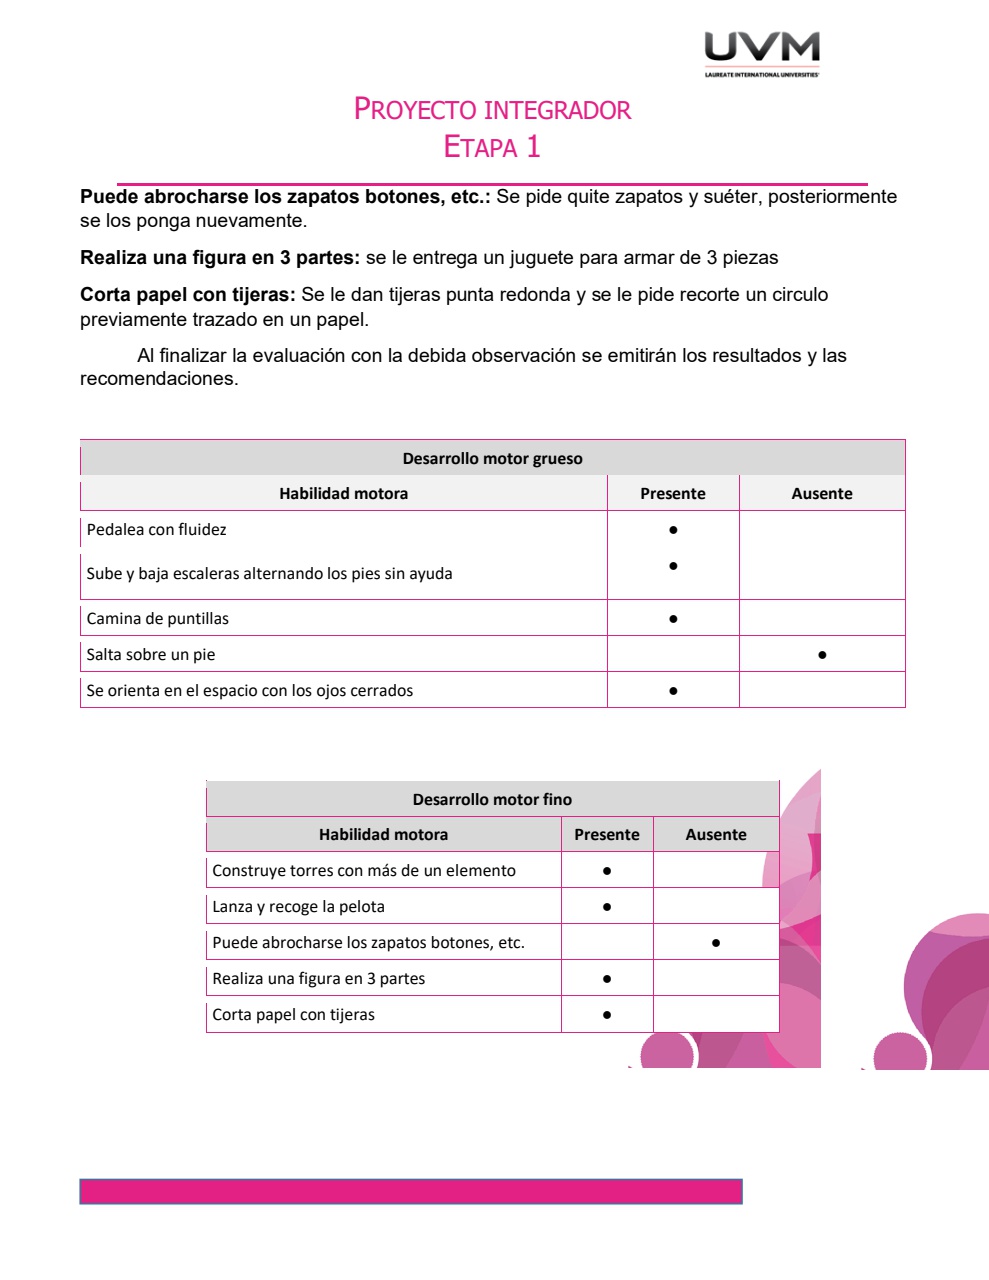 UVM
LAUREATE INTERNATIONAL UNIVERSITIES®
PROYECTO INTEGRADOR
ETAPA 1
Puede abrocharse los zapatos botones, etc.: Se pide quite zapatos y suéter, posteriormente
se los ponga nuevamente.
Realiza una figura en 3 partes: se le entrega un juguete para armar de 3 piezas
Corta papel con tijeras: Se le dan tijeras punta redonda y se le pide recorte un circulo
previamente trazado en un papel.
Al finalizar la evaluación con la debida observación se emitirán los resultados y las
recomendaciones.
Desarrollo motor grueso
Habilidad motora Presente Ausente
Pedalea con fluidez ●
Sube y baja escaleras alternando los pies sin ayuda ●
Camina de puntillas ●
Salta sobre un pie ●
Se orienta en el espacio con los ojos cerrados ●
Desarrollo motor fino
Habilidad motora Presente Ausente
Construye torres con más de un elemento ●
Lanza y recoge la pelota ●
Puede abrocharse los zapatos botones, etc. ●
Realiza una figura en 3 partes ●
Corta papel con tijeras ●